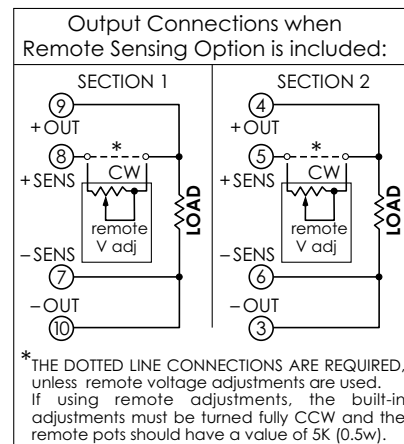 Output Connections when
Remote Sensing Option is included:
SECTION 1
9
+OUT
8
*
CW
+SENS
remote
V adj
LOAD
−SENS
7
−OUT
10
SECTION 2
4
+OUT
5
*
CW
+SENS
remote
V adj
LOAD
−SENS
6
−OUT
3
*THE DOTTED LINE CONNECTIONS ARE REQUIRED,
unless remote voltage adjustments are used.
If using remote adjustments, the built-in
adjustments must be turned fully CCW and the
remote pots should have a value of 5K (0.5w).